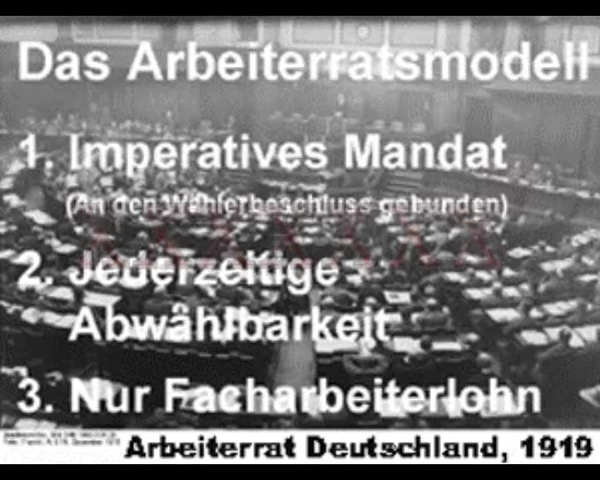 Das Arbeiterratsmodell
1. Imperatives Mandat
(An den Wählerbeschluss gebunden)
2. Jederzeitige
Abwählbarkeit
3. Nur Facharbeiterlohn
Arbeiterrat Deutschland, 1919